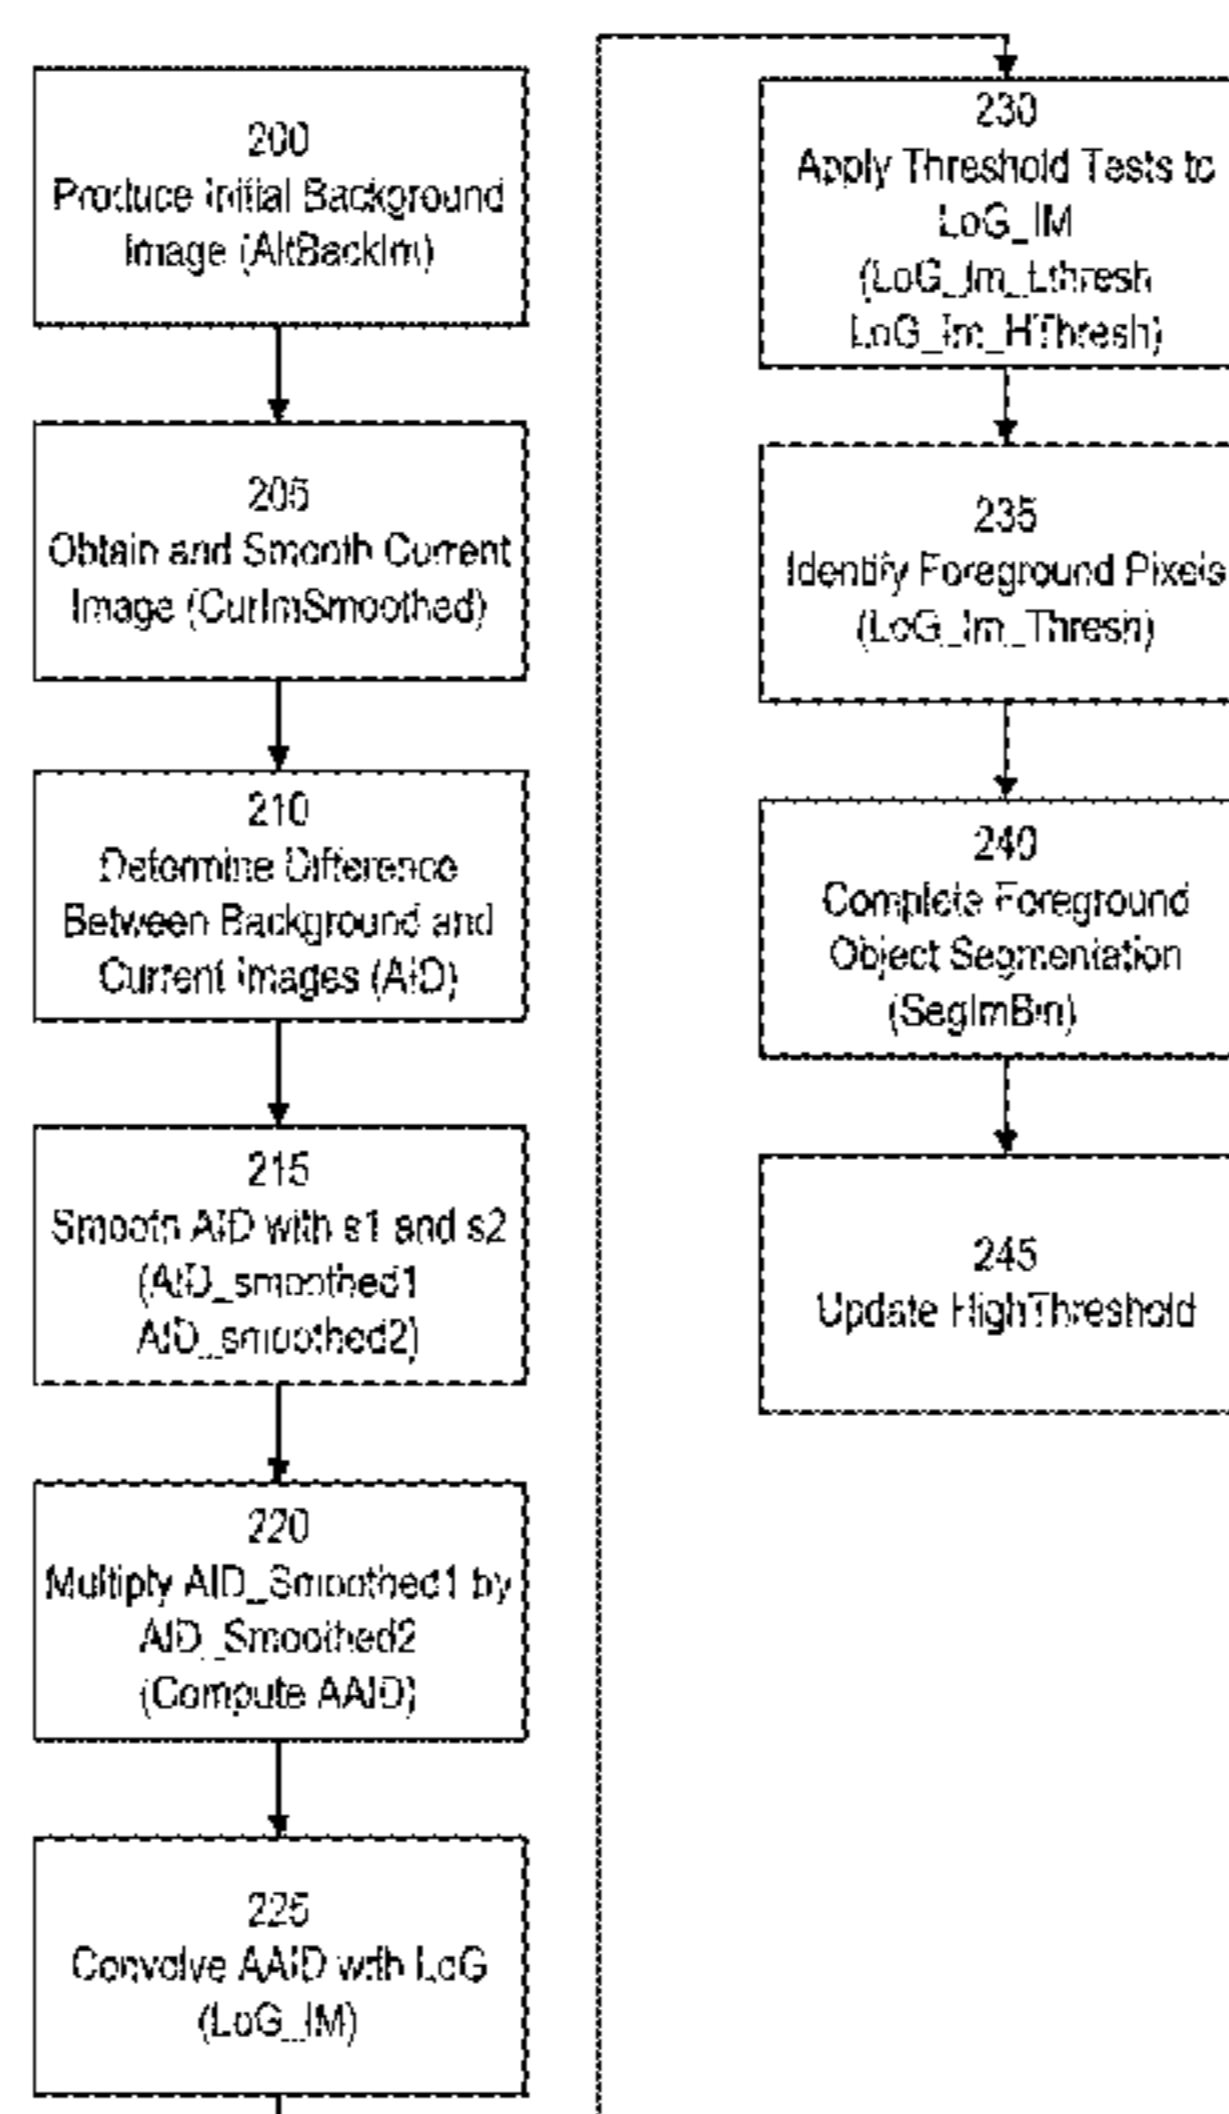 200
Produce Initial Background
Image (AltBackIm)
205
Obtain and Smooth Current
Image (CurImSmoothed)
210
Determine Difference
Between Background and
Current Images (AID)
215
Smooth AID with s1 and s2
(AID_smoothed1
AID_smoothed2)
220
Multiply AID_Smoothed1 by
AID_Smoothed2
(Compute AAID)
225
Convolve AAID with LoG
(LoG_IM)
230
Apply Threshold Tests to
LoG_IM
(LoG_Im_Lthresh
LoG_Im_HThresh)
235
Identify Foreground Pixels
(LoG_Im_Thresh)
240
Complete Foreground
Object Segmentation
(SegImBin)
245
Update HighThreshold